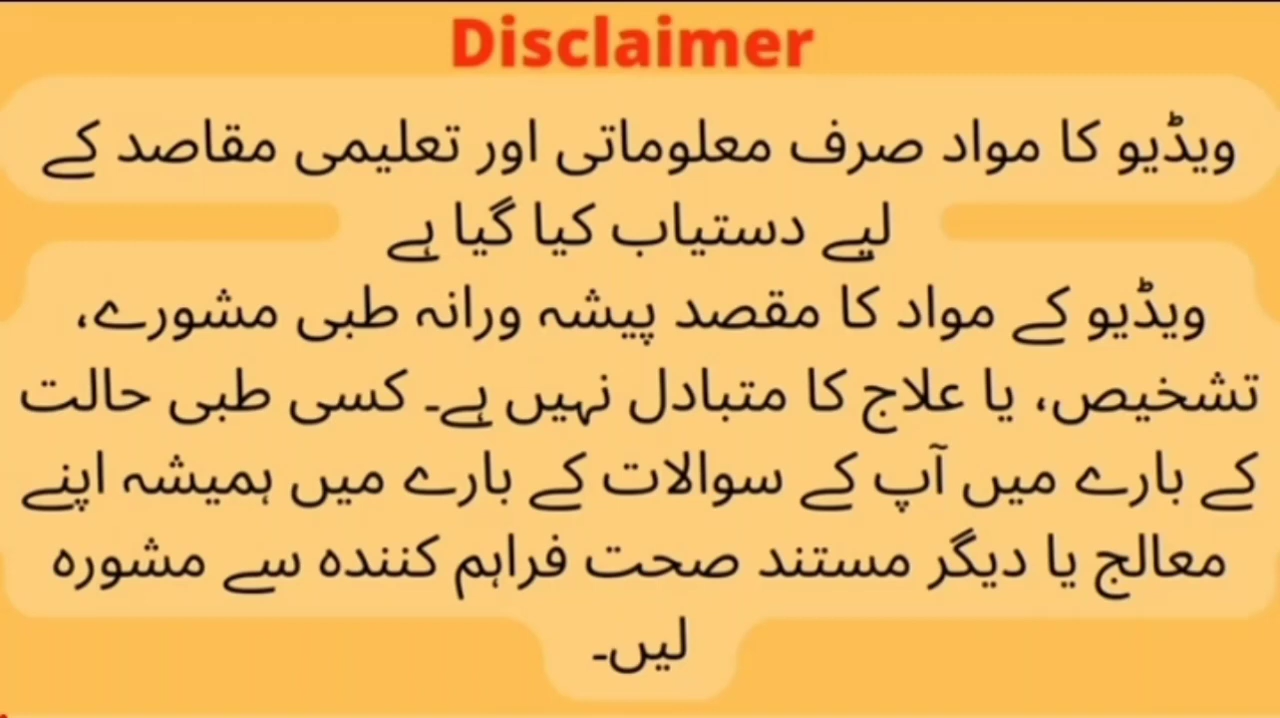 Disclaimer
ویڈیو کا مواد صرف معلوماتی اور تعلیمی مقاصد کے
لیے دستیاب کیا گیا ہے
ویڈیو کے مواد کا مقصد پیشہ ورانہ طبی مشورے،
تشخیص، یا علاج کا متبادل نہیں ہے۔ کسی طبی حالت
کے بارے میں آپ کے سوالات کے بارے میں ہمیشہ اپنے
معالج یا دیگر مستند صحت فراہم کنندہ سے مشورہ
لیں۔